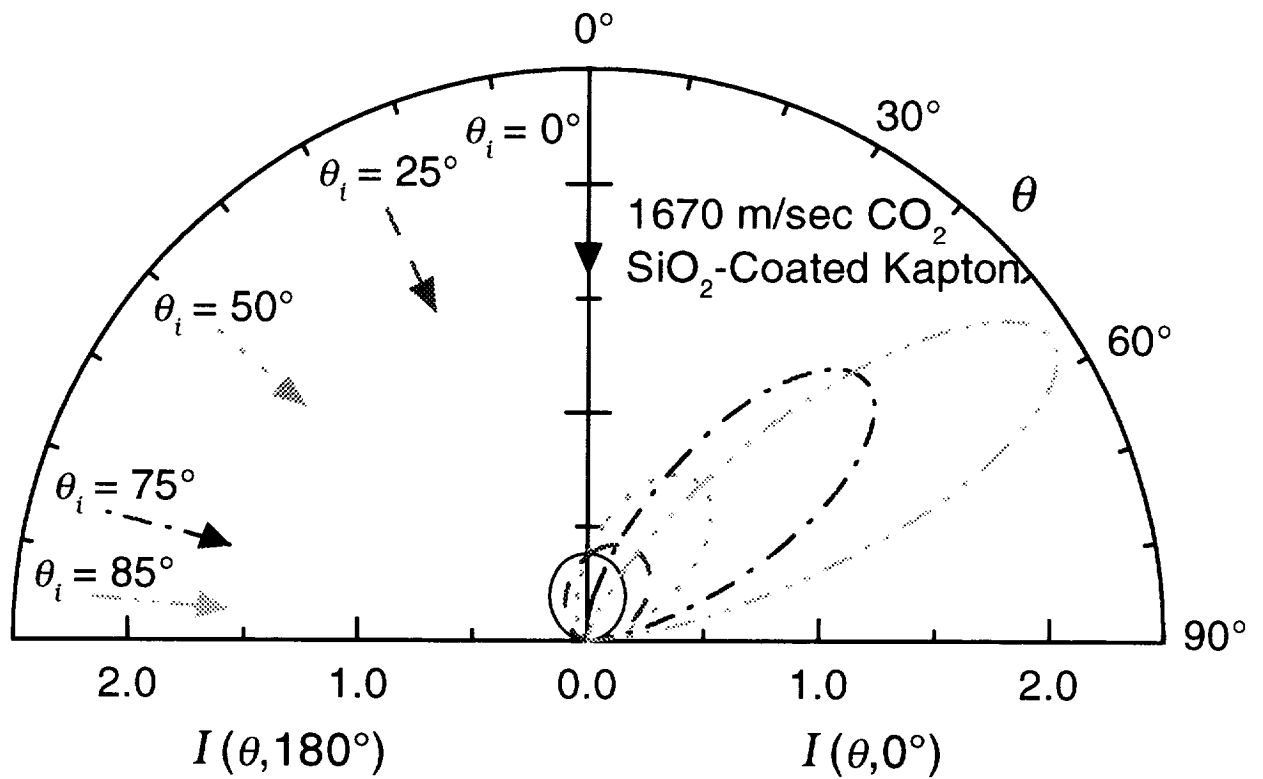 0°
θi = 0°
30°
θi = 25°
θ
1670 m/sec CO2
SiO2-Coated Kapton
θi = 50°
60°
θi = 75°
θi = 85°
90°
2.0 1.0 0.0 1.0 2.0
I(θ,180°) I(θ,0°)